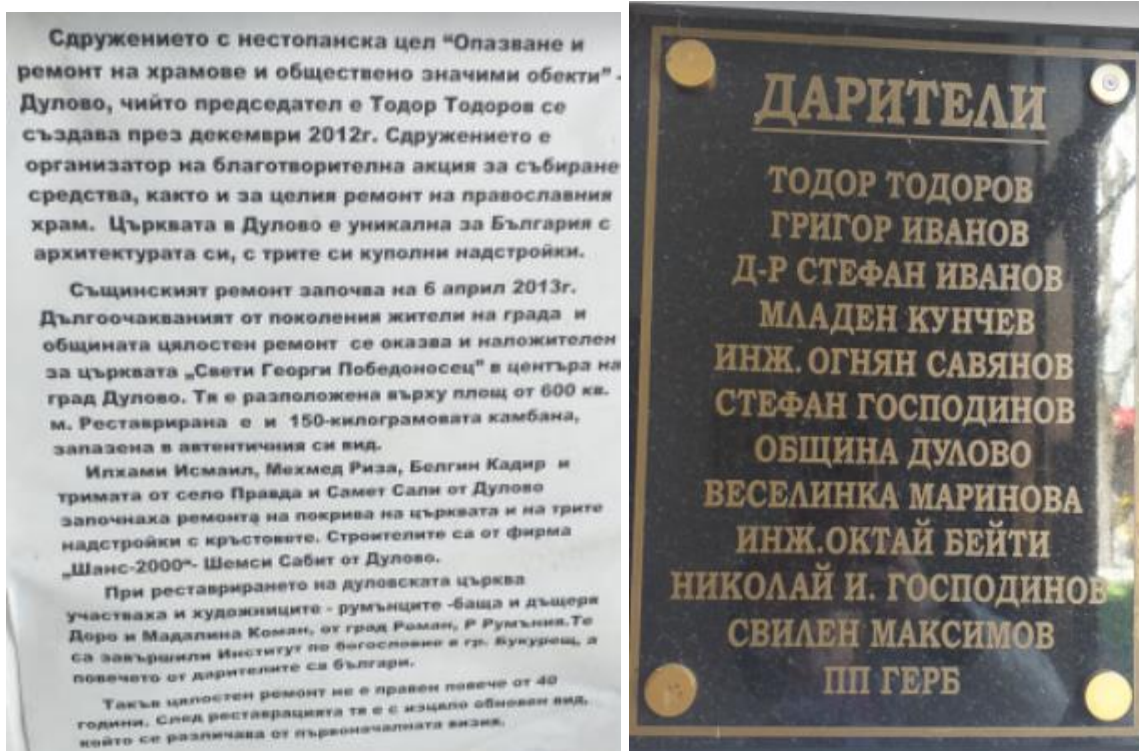 Сдружението с нестопанска цел "Опазване и
ремонт на храмове и обществено значими обекти" -
Дулово, чийто председател е Тодор Тодоров се
създава през декември 2012г. Сдружението е
организатор на благотворителна акция за събиране
средства, както и за целия ремонт на православния
храм. Църквата в Дулово е уникална за България с
архитектурата си, с трите си куполни надстройки.
Същинският ремонт започва на 6 април 2013г.
Дългоочакваният от поколения жители на града и
общината цялостен ремонт се оказва и наложителен
за църквата „Свети Георги Победоносец" в центъра на
град Дулово. Тя е разположена върху площ от 600 кв.
м. Реставрирана е и 150-килограмовата камбана,
запазена в автентичния си вид.
Илхами Исмаил, Мехмед Риза, Белгин Кадир и
тримата от село Правда и Самет Сали от Дулово
започнаха ремонта на покрива на църквата и на трите
надстройки с кръстовете. Строителите са от фирма
„Шанс-2000"- Шемси Сабит от Дулово.
При реставрирането на дуловската църква
участваха и художниците - румънците -баща и дъщеря
Доро и Мадалина Коман, от град Роман, Р Румъния.Те
са завършили Институт по богословие в гр. Букурещ, а
повечето от дарителите са българи.
Такъв цялостен ремонт не е правен повече от 40
години. След реставрацията тя е с изцяло обновен вид,
който се различава от първоначалната визия.
ДАРИТЕЛИ
ТОДОР ТОДОРОВ
ГРИГОР ИВАНОВ
Д-Р СТЕФАН ИВАНОВ
МЛАДЕН КУНЧЕВ
ИНЖ. ОГНЯН САВЯНОВ
СТЕФАН ГОСПОДИНОВ
ОБЩИНА ДУЛОВО
ВЕСЕЛИНКА МАРИНОВА
ИНЖ.ОКТАЙ БЕЙТИ
НИКОЛАЙ И. ГОСПОДИНОВ
СВИЛЕН МАКСИМОВ
ПП ГЕРБ